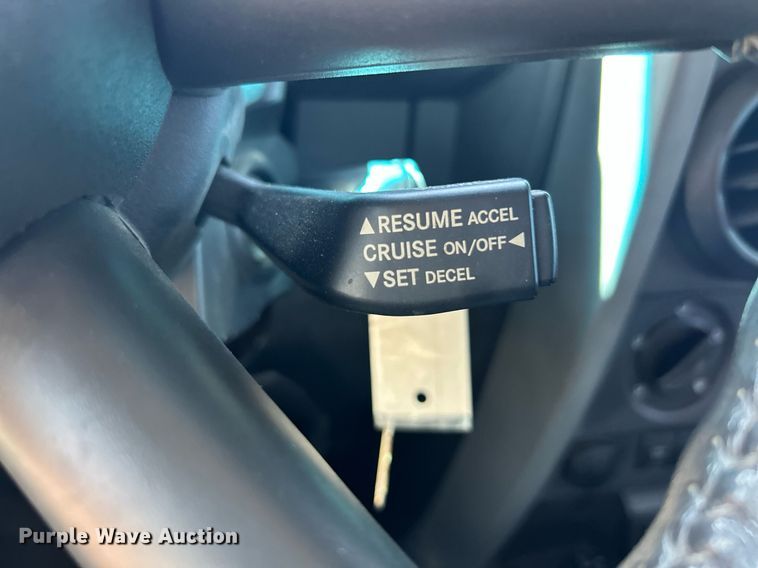 ▲RESUME ACCEL
CRUISE ON/OFF◀
▼SET DECEL
Purple Wave Auction